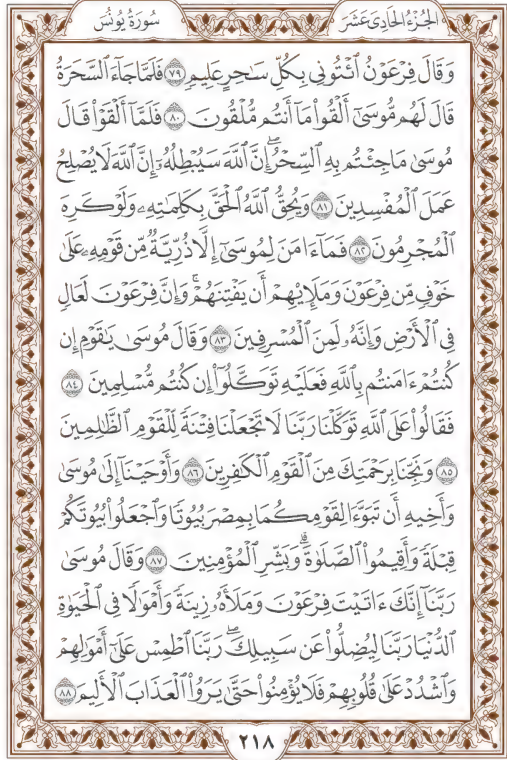 الجُزْءُ الحَادِى عَشَرَ
سُورَةُ يُونُسَ
وَقَالَ فِرْعَوْنُ ٱئْتُونِى بِكُلِّ سَـٰحِرٍ عَلِيمٍ ٧٩ فَلَمَّا جَآءَ ٱلسَّحَرَةُ
قَالَ لَهُم مُّوسَىٰٓ أَلْقُوا۟ مَآ أَنتُم مُّلْقُونَ ٨٠ فَلَمَّآ أَلْقَوْا۟ قَالَ
مُوسَىٰ مَا جِئْتُم بِهِ ٱلسِّحْرُ ۖ إِنَّ ٱللَّهَ سَيُبْطِلُهُۥٓ ۖ إِنَّ ٱللَّهَ لَا يُصْلِحُ
عَمَلَ ٱلْمُفْسِدِينَ ٨١ وَيُحِقُّ ٱللَّهُ ٱلْحَقَّ بِكَلِمَـٰتِهِۦ وَلَوْ كَرِهَ
ٱلْمُجْرِمُونَ ٨٢ فَمَآ ءَامَنَ لِمُوسَىٰٓ إِلَّا ذُرِّيَّةٌ مِّن قَوْمِهِۦ عَلَىٰ
خَوْفٍ مِّن فِرْعَوْنَ وَمَلَإِي۟هِمْ أَن يَفْتِنَهُمْ ۚ وَإِنَّ فِرْعَوْنَ لَعَالٍ
فِى ٱلْأَرْضِ وَإِنَّهُۥ لَمِنَ ٱلْمُسْرِفِينَ ٨٣ وَقَالَ مُوسَىٰ يَـٰقَوْمِ إِن
كُنتُمْ ءَامَنتُم بِٱللَّهِ فَعَلَيْهِ تَوَكَّلُوٓا۟ إِن كُنتُم مُّسْلِمِينَ ٨٤
فَقَالُوا۟ عَلَى ٱللَّهِ تَوَكَّلْنَا رَبَّنَا لَا تَجْعَلْنَا فِتْنَةً لِّلْقَوْمِ ٱلظَّـٰلِمِينَ
٨٥ وَنَجِّنَا بِرَحْمَتِكَ مِنَ ٱلْقَوْمِ ٱلْكَـٰفِرِينَ ٨٦ وَأَوْحَيْنَآ إِلَىٰ مُوسَىٰ
وَأَخِيهِ أَن تَبَوَّءَا لِقَوْمِكُمَا بِمِصْرَ بُيُوتًا وَٱجْعَلُوا۟ بُيُوتَكُمْ
قِبْلَةً وَأَقِيمُوا۟ ٱلصَّلَوٰةَ ۗ وَبَشِّرِ ٱلْمُؤْمِنِينَ ٨٧ وَقَالَ مُوسَىٰ
رَبَّنَآ إِنَّكَ ءَاتَيْتَ فِرْعَوْنَ وَمَلَأَهُۥ زِينَةً وَأَمْوَٰلًا فِى ٱلْحَيَوٰةِ
ٱلدُّنْيَا رَبَّنَا لِيُضِلُّوا۟ عَن سَبِيلِكَ ۖ رَبَّنَا ٱطْمِسْ عَلَىٰٓ أَمْوَٰلِهِمْ
وَٱشْدُدْ عَلَىٰ قُلُوبِهِمْ فَلَا يُؤْمِنُوا۟ حَتَّىٰ يَرَوُا۟ ٱلْعَذَابَ ٱلْأَلِيمَ ٨٨
٢١٨